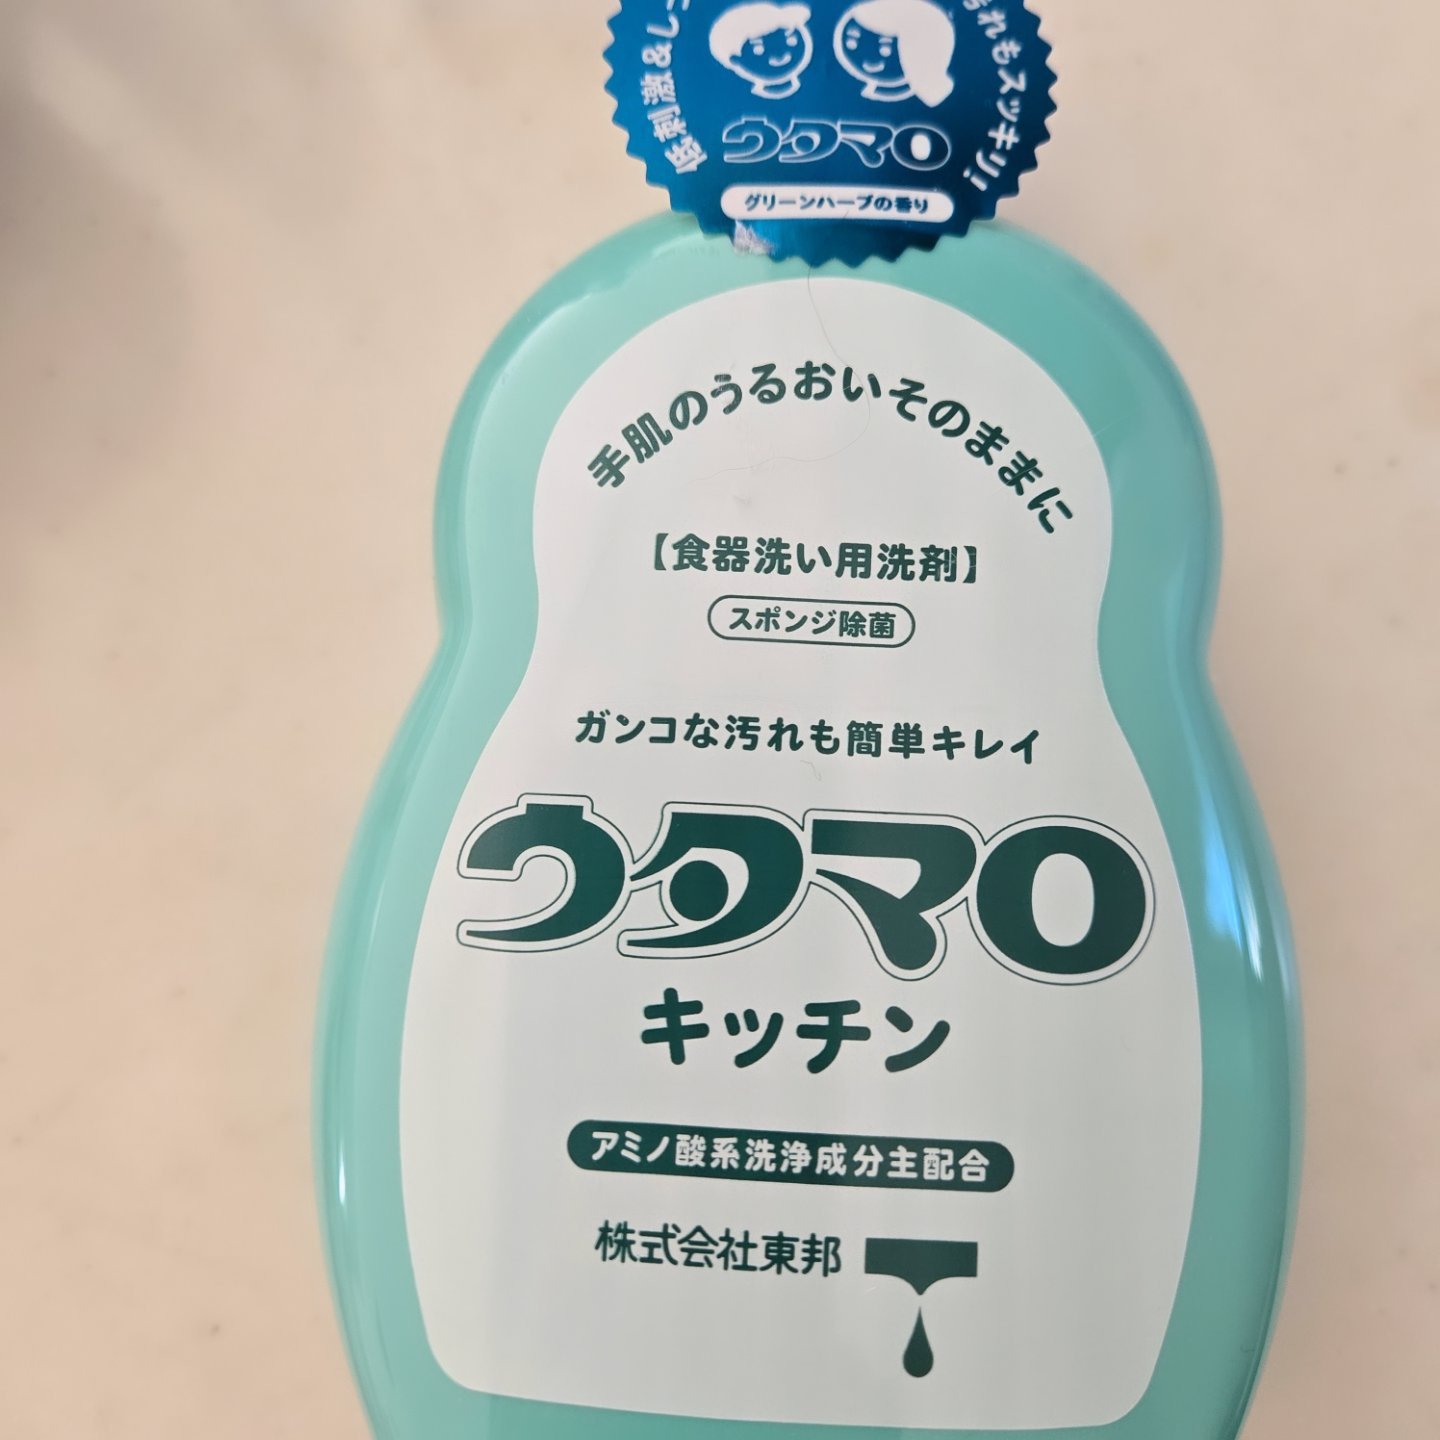 低刺激&し
汚れもスッキリ!
ウタマロ
グリーンハーブの香り
手肌のうるおいそのままに
【食器洗い用洗剤】
スポンジ除菌
ガンコな汚れも簡単キレイ
ウタマロ
キッチン
アミノ酸系洗浄成分主配合
株式会社東邦